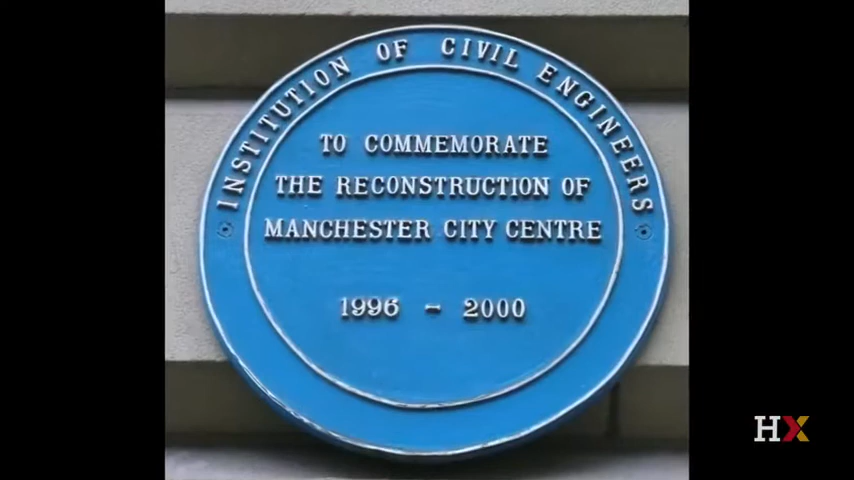 INSTITUTION OF CIVIL ENGINEERS
TO COMMEMORATE
THE RECONSTRUCTION OF
MANCHESTER CITY CENTRE
1996 - 2000
HX